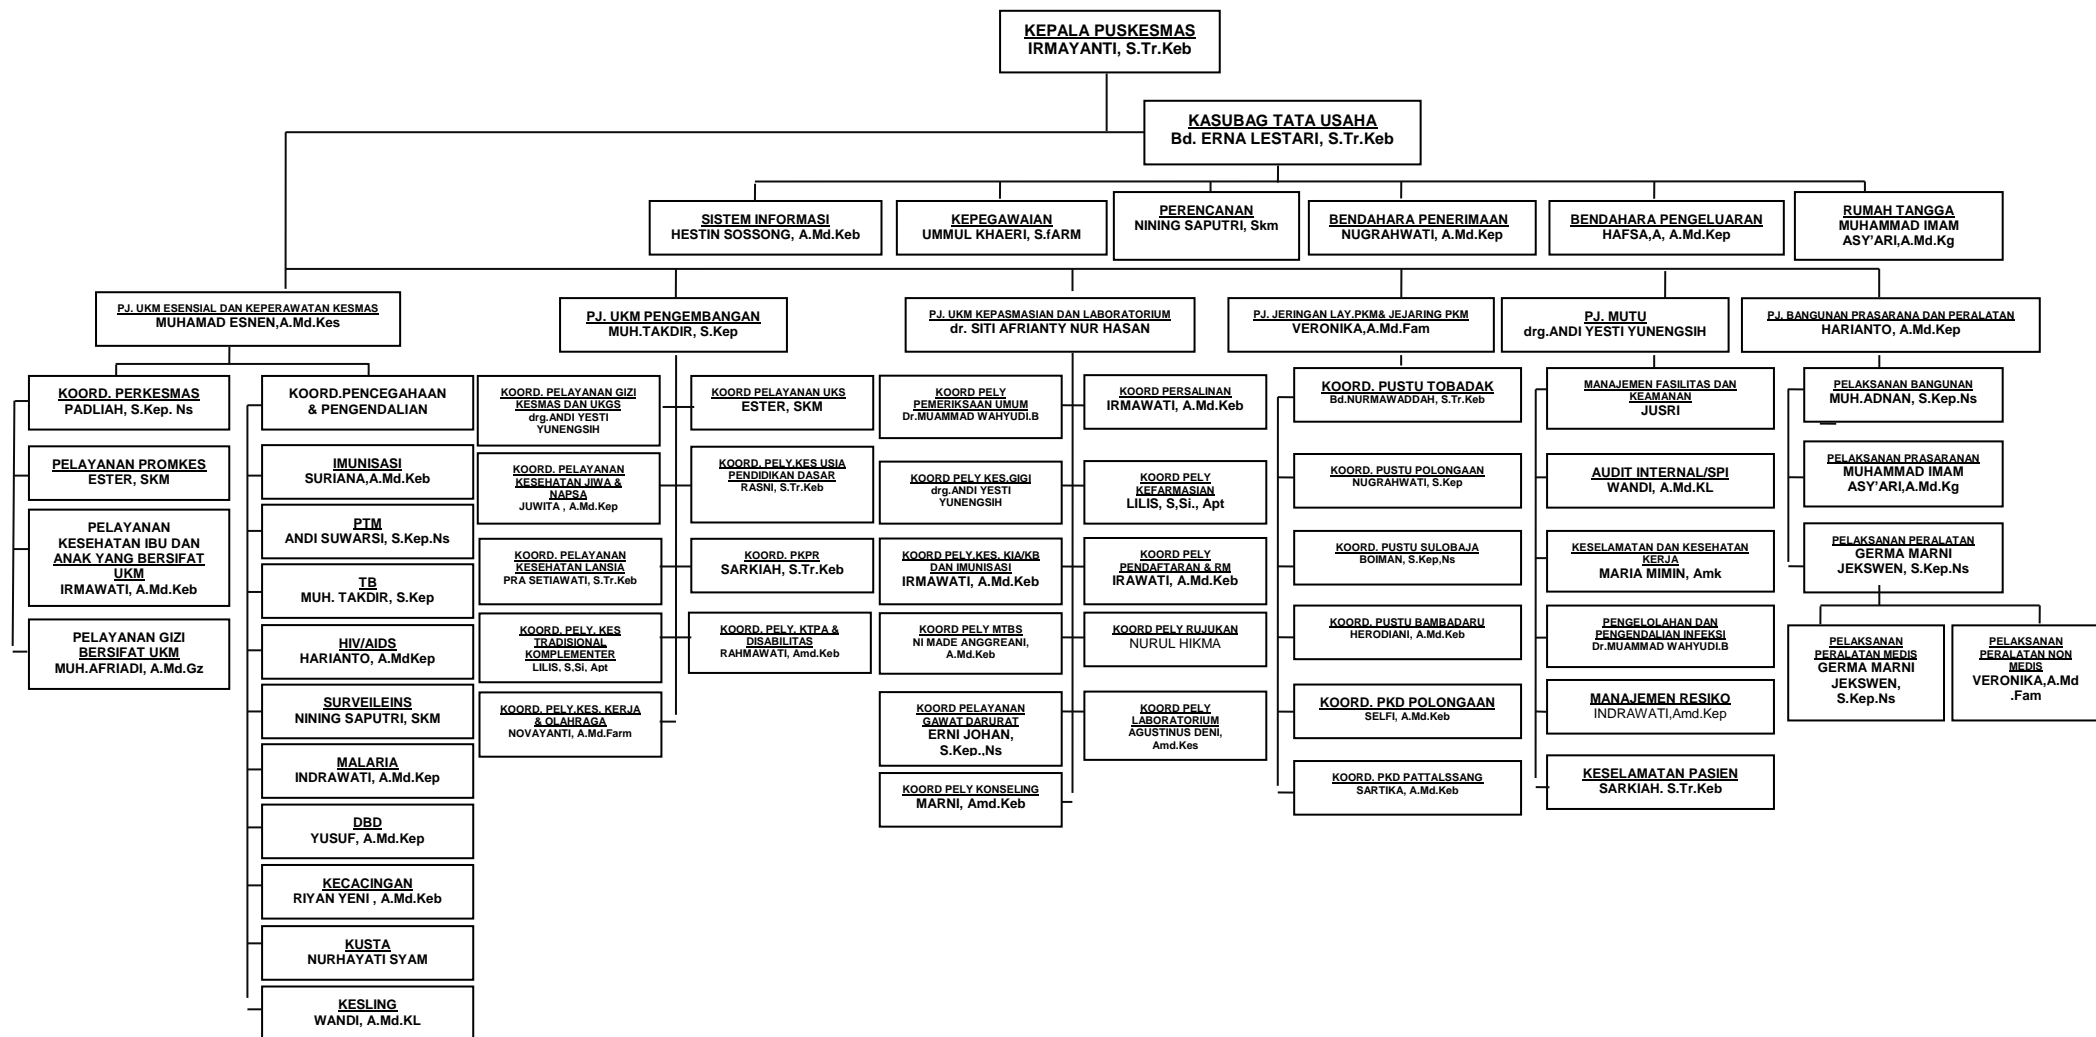 KEPALA PUSKESMAS
IRMAYANTI, S.Tr.Keb
KASUBAG TATA USAHA
Bd. ERNA LESTARI, S.Tr.Keb
SISTEM INFORMASI
HESTIN SOSSONG, A.Md.Keb
KEPEGAWAIAN
UMMUL KHAERI, S.fARM
PERENCANAN
NINING SAPUTRI, Skm
BENDAHARA PENERIMAAN
NUGRAHWATI, A.Md.Kep
BENDAHARA PENGELUARAN
HAFSA,A, A.Md.Kep
RUMAH TANGGA
MUHAMMAD IMAM
ASY'ARI,A.Md.Kg
PJ. UKM ESENSIAL DAN KEPERAWATAN KESMAS
MUHAMAD ESNEN,A.Md.Kes
PJ. UKM PENGEMBANGAN
MUH.TAKDIR, S.Kep
PJ. UKM KEPASMASIAN DAN LABORATORIUM
dr. SITI AFRIANTY NUR HASAN
PJ. JERINGAN LAY.PKM& JEJARING PKM
VERONIKA,A.Md.Fam
PJ. MUTU
drg.ANDI YESTI YUNENGSIH
PJ. BANGUNAN PRASARANA DAN PERALATAN
HARIANTO, A.Md.Kep
KOORD. PERKESMAS
PADLIAH, S.Kep. Ns
PELAYANAN PROMKES
ESTER, SKM
PELAYANAN
KESEHATAN IBU DAN
ANAK YANG BERSIFAT
UKM
IRMAWATI, A.Md.Keb
PELAYANAN GIZI
BERSIFAT UKM
MUH.AFRIADI, A.Md.Gz
KOORD.PENCEGAHAAN
& PENGENDALIAN
IMUNISASI
SURIANA,A.Md.Keb
PTM
ANDI SUWARSI, S.Kep.Ns
TB
MUH. TAKDIR, S.Kep
HIV/AIDS
HARIANTO, A.MdKep
SURVEILEINS
NINING SAPUTRI, SKM
MALARIA
INDRAWATI, A.Md.Kep
DBD
YUSUF, A.Md.Kep
KECACINGAN
RIYAN YENI , A.Md.Keb
KUSTA
NURHAYATI SYAM
KESLING
WANDI, A.Md.KL
KOORD. PELAYANAN GIZI
KESMAS DAN UKGS
drg.ANDI YESTI
YUNENGSIH
KOORD. PELAYANAN
KESEHATAN JIWA &
NAPSA
JUWITA , A.Md.Kep
KOORD. PELAYANAN
KESEHATAN LANSIA
PRA SETIAWATI, S.Tr.Keb
KOORD. PELY. KES
TRADISIONAL
KOMPLEMENTER
LILIS, S,Si, Apt
KOORD. PELY.KES. KERJA
& OLAHRAGA
NOVAYANTI, A.Md.Farm
KOORD PELAYANAN UKS
ESTER, SKM
KOORD. PELY.KES USIA
PENDIDIKAN DASAR
RASNI, S.Tr.Keb
KOORD. PKPR
SARKIAH, S.Tr.Keb
KOORD. PELY. KTPA &
DISABILITAS
RAHMAWATI, Amd.Keb
KOORD PELY
PEMERIKSAAN UMUM
Dr.MUAMMAD WAHYUDI.B
KOORD PELY KES.GIGI
drg.ANDI YESTI
YUNENGSIH
KOORD PELY.KES. KIA/KB
DAN IMUNISASI
IRMAWATI, A.Md.Keb
KOORD PELY MTBS
NI MADE ANGGREANI,
A.Md.Keb
KOORD PELAYANAN
GAWAT DARURAT
ERNI JOHAN,
S.Kep.,Ns
KOORD PELY KONSELING
MARNI, Amd.Keb
KOORD PERSALINAN
IRMAWATI, A.Md.Keb
KOORD PELY
KEFARMASIAN
LILIS, S,Si., Apt
KOORD PELY
PENDAFTARAN & RM
IRAWATI, A.Md.Keb
KOORD PELY RUJUKAN
NURUL HIKMA
KOORD PELY
LABORATORIUM
AGUSTINUS DENI,
Amd.Kes
KOORD. PUSTU TOBADAK
Bd.NURMAWADDAH, S.Tr.Keb
KOORD. PUSTU POLONGAAN
NUGRAHWATI, S.Kep
KOORD. PUSTU SULOBAJA
BOIMAN, S.Kep,Ns
KOORD. PUSTU BAMBADARU
HERODIANI, A.Md.Keb
KOORD. PKD POLONGAAN
SELFI, A.Md.Keb
KOORD. PKD PATTALSSANG
SARTIKA, A.Md.Keb
MANAJEMEN FASILITAS DAN
KEAMANAN
JUSRI
AUDIT INTERNAL/SPI
WANDI, A.Md.KL
KESELAMATAN DAN KESEHATAN
KERJA
MARIA MIMIN, Amk
PENGELOLAHAN DAN
PENGENDALIAN INFEKSI
Dr.MUAMMAD WAHYUDI.B
MANAJEMEN RESIKO
INDRAWATI,Amd.Kep
KESELAMATAN PASIEN
SARKIAH. S.Tr.Keb
PELAKSANAN BANGUNAN
MUH.ADNAN, S.Kep.Ns
PELAKSANAN PRASARANAN
MUHAMMAD IMAM
ASY'ARI,A.Md.Kg
PELAKSANAN PERALATAN
GERMA MARNI
JEKSWEN, S.Kep.Ns
PELAKSANAN
PERALATAN MEDIS
GERMA MARNI
JEKSWEN,
S.Kep.Ns
PELAKSANAN
PERALATAN NON
MEDIS
VERONIKA,A.Md
.Fam